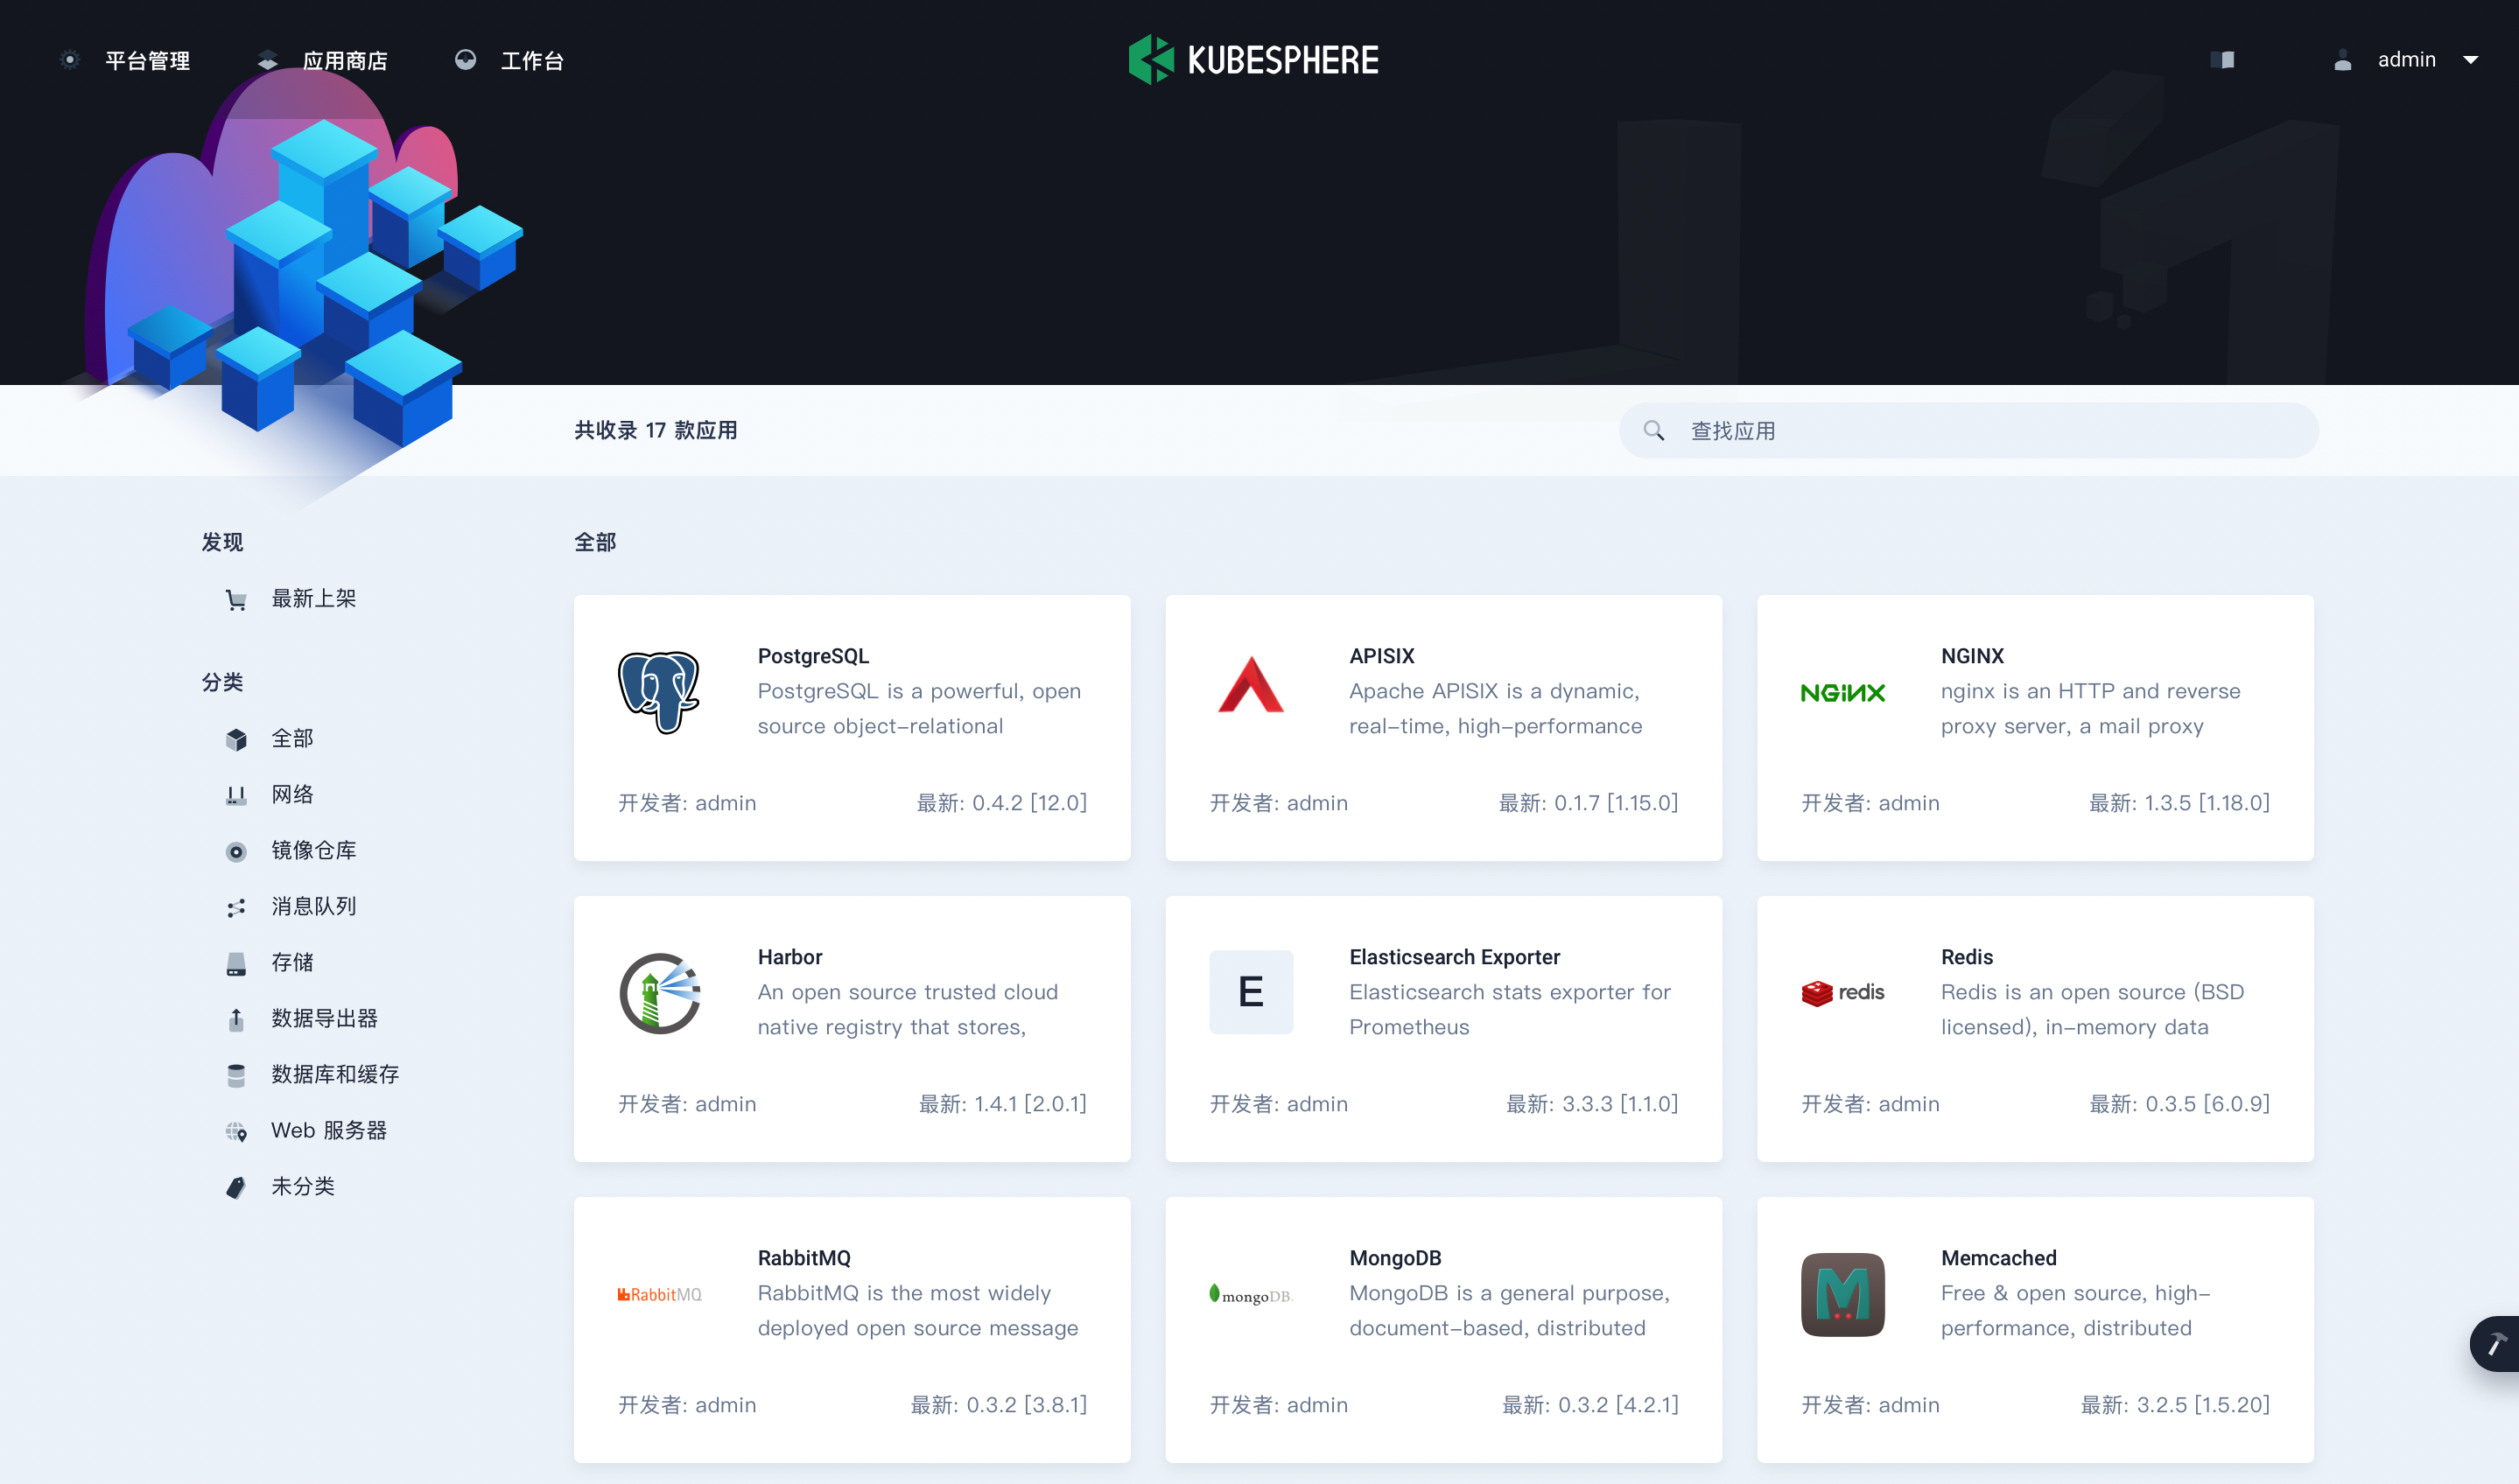 平台管理
应用商店
工作台
KUBESPHERE
admin
共收录 17 款应用
查找应用
发现
最新上架
分类
全部
网络
镜像仓库
消息队列
存储
数据导出器
数据库和缓存
Web 服务器
未分类
全部
PostgreSQL
PostgreSQL is a powerful, open
source object-relational
开发者: admin
最新: 0.4.2 [12.0]
APISIX
Apache APISIX is a dynamic,
real-time, high-performance
开发者: admin
最新: 0.1.7 [1.15.0]
NGINX
NGINX
nginx is an HTTP and reverse
proxy server, a mail proxy
开发者: admin
最新: 1.3.5 [1.18.0]
Harbor
An open source trusted cloud
native registry that stores,
开发者: admin
最新: 1.4.1 [2.0.1]
E
Elasticsearch Exporter
Elasticsearch stats exporter for
Prometheus
开发者: admin
最新: 3.3.3 [1.1.0]
redis
Redis
Redis is an open source (BSD
licensed), in-memory data
开发者: admin
最新: 0.3.5 [6.0.9]
RabbitMQ
RabbitMQ
RabbitMQ is the most widely
deployed open source message
开发者: admin
最新: 0.3.2 [3.8.1]
mongoDB.
MongoDB
MongoDB is a general purpose,
document-based, distributed
开发者: admin
最新: 0.3.2 [4.2.1]
M
Memcached
Free & open source, high-
performance, distributed
开发者: admin
最新: 3.2.5 [1.5.20]